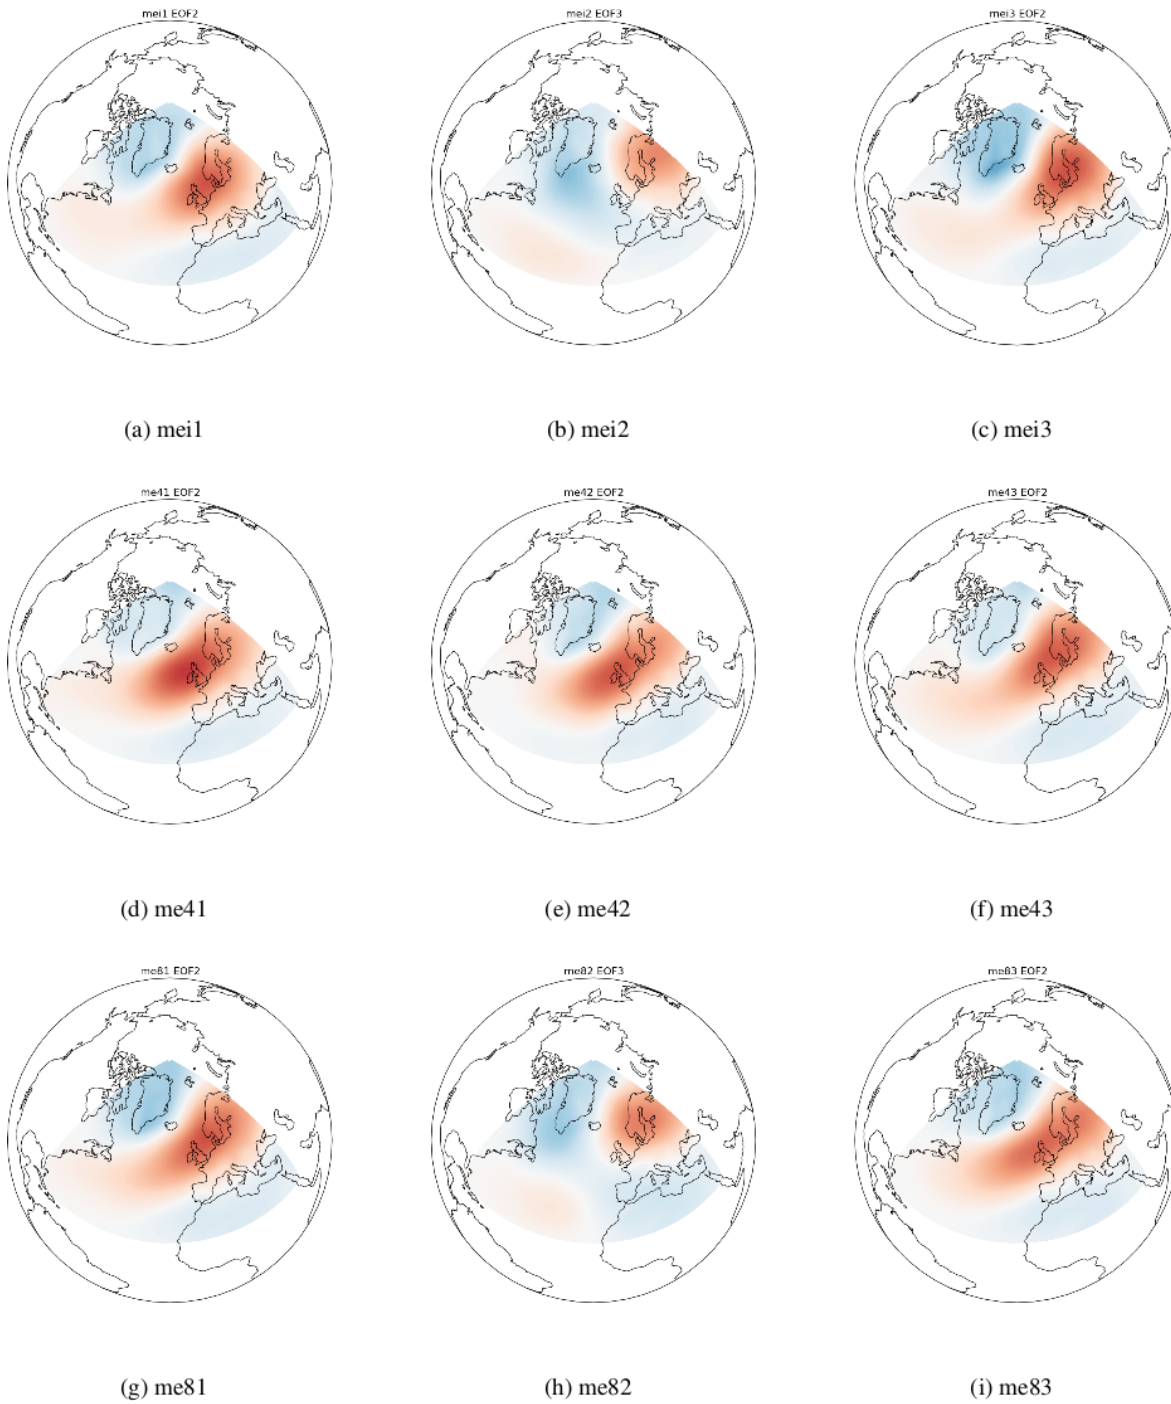 mei1 EOF2
mei2 EOF3
mei3 EOF2
(a) mei1
(b) mei2
(c) mei3
me41 EOF2
me42 EOF2
me43 EOF2
(d) me41
(e) me42
(f) me43
me81 EOF2
me82 EOF3
me83 EOF2
(g) me81
(h) me82
(i) me83